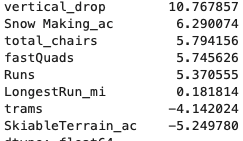 vertical_drop 10.767857
Snow Making_ac 6.290074
total_chairs 5.794156
fastQuads 5.745626
Runs 5.370555
LongestRun_mi 0.181814
trams -4.142024
SkiableTerrain_ac -5.249780
dtype: float64